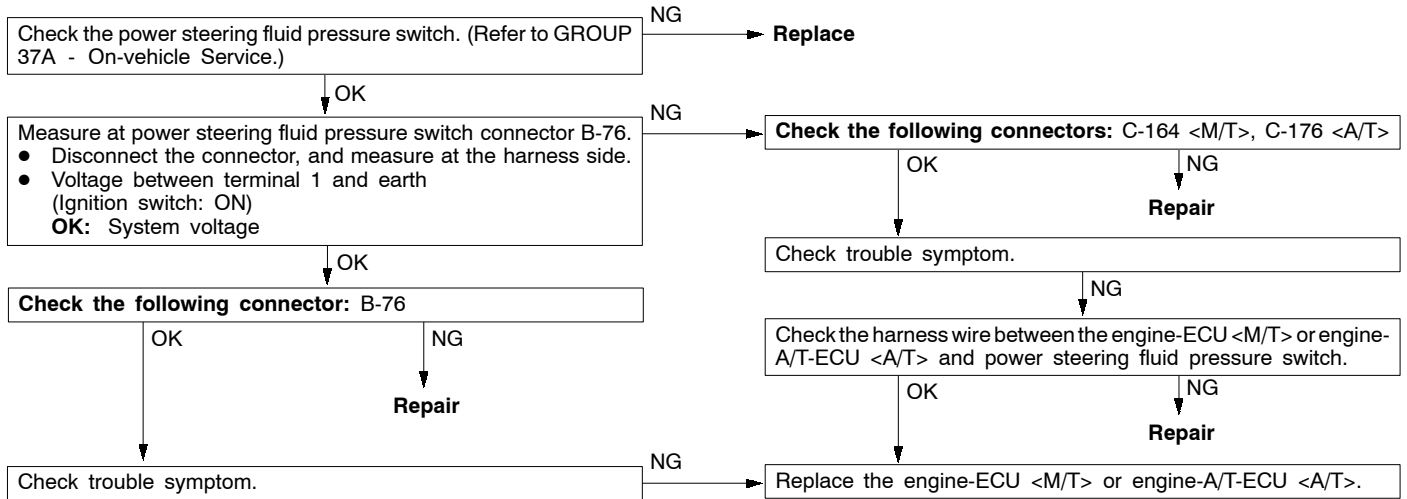 Check the power steering fluid pressure switch. (Refer to GROUP
37A - On-vehicle Service.)
NG
Replace
OK
Measure at power steering fluid pressure switch connector B-76.
● Disconnect the connector, and measure at the harness side.
● Voltage between terminal 1 and earth
(Ignition switch: ON)
OK: System voltage
NG
Check the following connectors: C-164 <M/T>, C-176 <A/T>
OK
NG
Repair
Check trouble symptom.
NG
Check the harness wire between the engine-ECU <M/T> or engine-
A/T-ECU <A/T> and power steering fluid pressure switch.
OK
NG
Repair
OK
Check the following connector: B-76
OK
NG
Repair
Check trouble symptom.
NG
Replace the engine-ECU <M/T> or engine-A/T-ECU <A/T>.